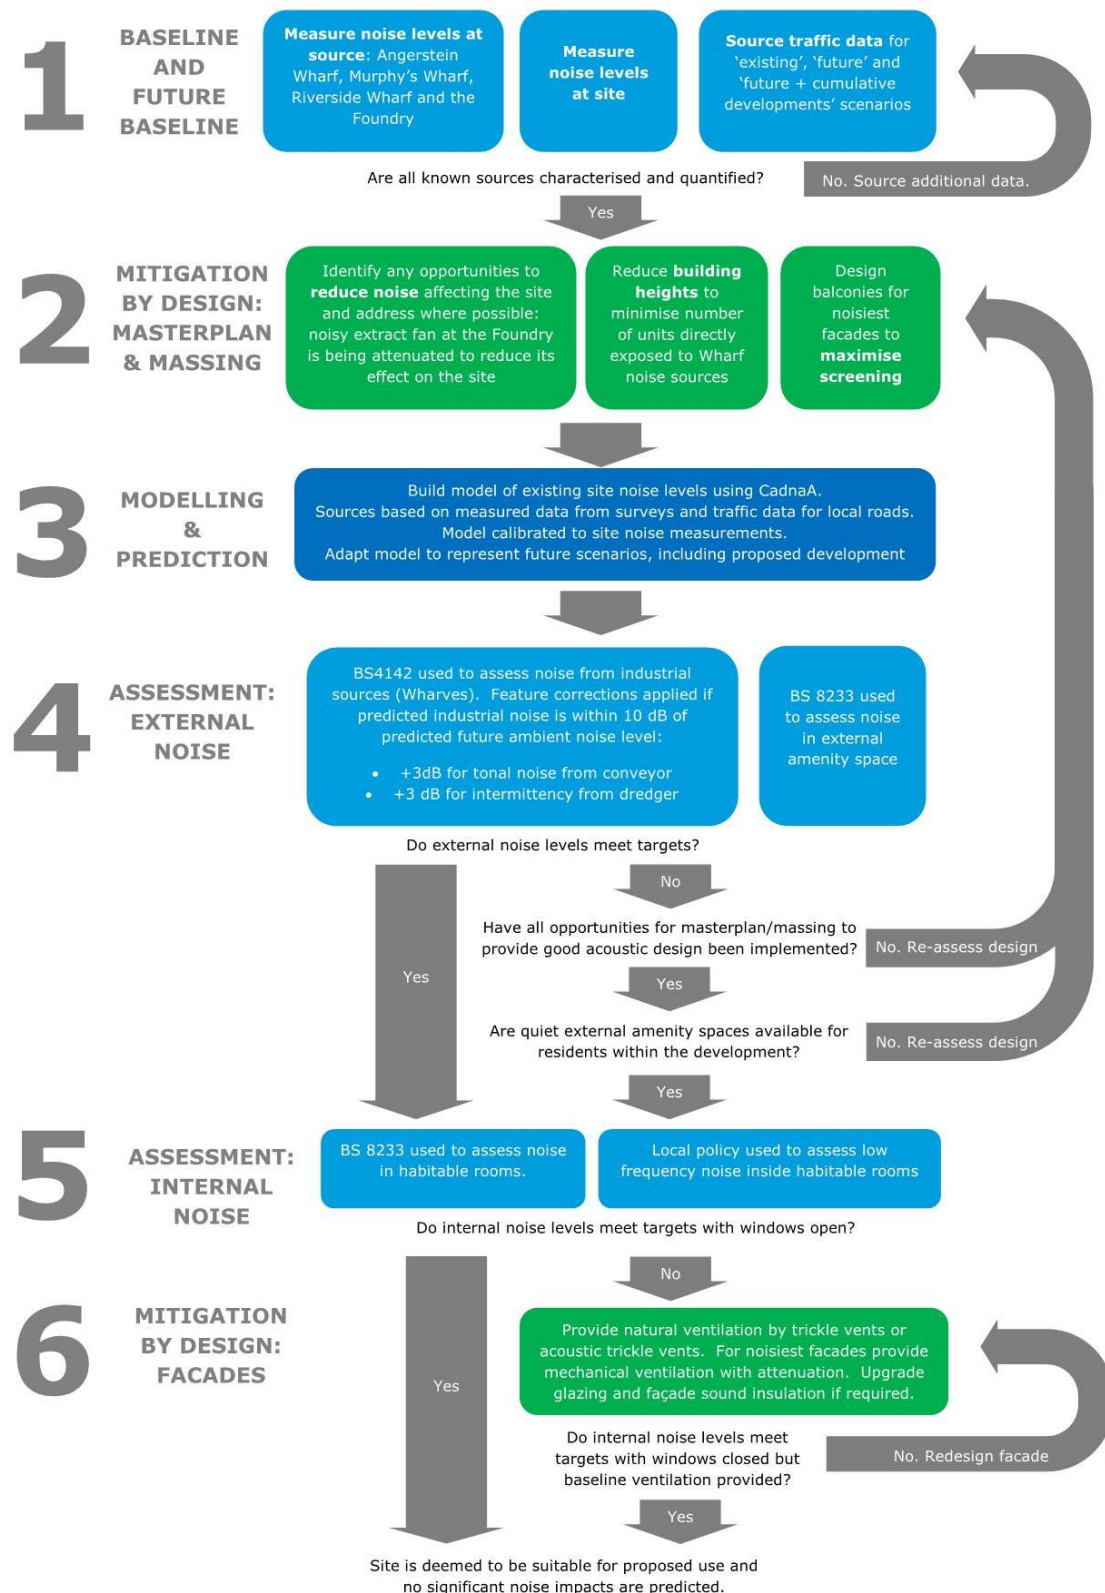 1
BASELINE
AND
FUTURE
BASELINE
Measure noise levels at
source: Angerstein
Wharf, Murphy's Wharf,
Riverside Wharf and the
Foundry
Measure
noise levels
at site
Source traffic data for
'existing', 'future' and
'future + cumulative
developments' scenarios
Are all known sources characterised and quantified?
No. Source additional data.
Yes
2
MITIGATION
BY DESIGN:
MASTERPLAN
& MASSING
Identify any opportunities to
reduce noise affecting the site
and address where possible:
noisy extract fan at the Foundry
is being attenuated to reduce its
effect on the site
Reduce building
heights to
minimise number
of units directly
exposed to Wharf
noise sources
Design
balconies for
noisiest
facades to
maximise
screening
3
MODELLING
&
PREDICTION
Build model of existing site noise levels using CadnaA.
Sources based on measured data from surveys and traffic data for local roads.
Model calibrated to site noise measurements.
Adapt model to represent future scenarios, including proposed development
4
ASSESSMENT:
EXTERNAL
NOISE
BS4142 used to assess noise from industrial
sources (Wharves). Feature corrections applied if
predicted industrial noise is within 10 dB of
predicted future ambient noise level:
• +3dB for tonal noise from conveyor
• +3 dB for intermittency from dredger
BS 8233 used
to assess noise
in external
amenity space
Do external noise levels meet targets?
No
Have all opportunities for masterplan/massing to
provide good acoustic design been implemented?
No. Re-assess design
Yes
Yes
Are quiet external amenity spaces available for
residents within the development?
No. Re-assess design
Yes
5
ASSESSMENT:
INTERNAL
NOISE
BS 8233 used to assess noise
in habitable rooms.
Local policy used to assess low
frequency noise inside habitable rooms
Do internal noise levels meet targets with windows open?
No
6
MITIGATION
BY DESIGN:
FACADES
Yes
Provide natural ventilation by trickle vents or
acoustic trickle vents. For noisiest facades provide
mechanical ventilation with attenuation. Upgrade
glazing and façade sound insulation if required.
Do internal noise levels meet
targets with windows closed but
baseline ventilation provided?
No. Redesign facade
Yes
Site is deemed to be suitable for proposed use and
no significant noise impacts are predicted.